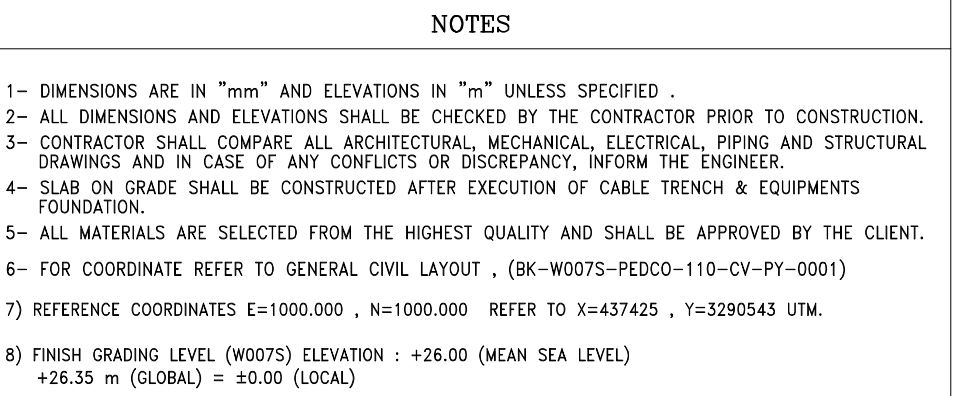 NOTES
1- DIMENSIONS ARE IN "mm" AND ELEVATIONS IN "m" UNLESS SPECIFIED .
2- ALL DIMENSIONS AND ELEVATIONS SHALL BE CHECKED BY THE CONTRACTOR PRIOR TO CONSTRUCTION.
3- CONTRACTOR SHALL COMPARE ALL ARCHITECTURAL, MECHANICAL, ELECTRICAL, PIPING AND STRUCTURAL
DRAWINGS AND IN CASE OF ANY CONFLICTS OR DISCREPANCY, INFORM THE ENGINEER.
4- SLAB ON GRADE SHALL BE CONSTRUCTED AFTER EXECUTION OF CABLE TRENCH & EQUIPMENTS
FOUNDATION.
5- ALL MATERIALS ARE SELECTED FROM THE HIGHEST QUALITY AND SHALL BE APPROVED BY THE CLIENT.
6- FOR COORDINATE REFER TO GENERAL CIVIL LAYOUT , (BK-W007S-PEDCO-110-CV-PY-0001)
7) REFERENCE COORDINATES E=1000.000 , N=1000.000 REFER TO X=437425 , Y=3290543 UTM.
8) FINISH GRADING LEVEL (W007S) ELEVATION : +26.00 (MEAN SEA LEVEL)
+26.35 m (GLOBAL) = ±0.00 (LOCAL)